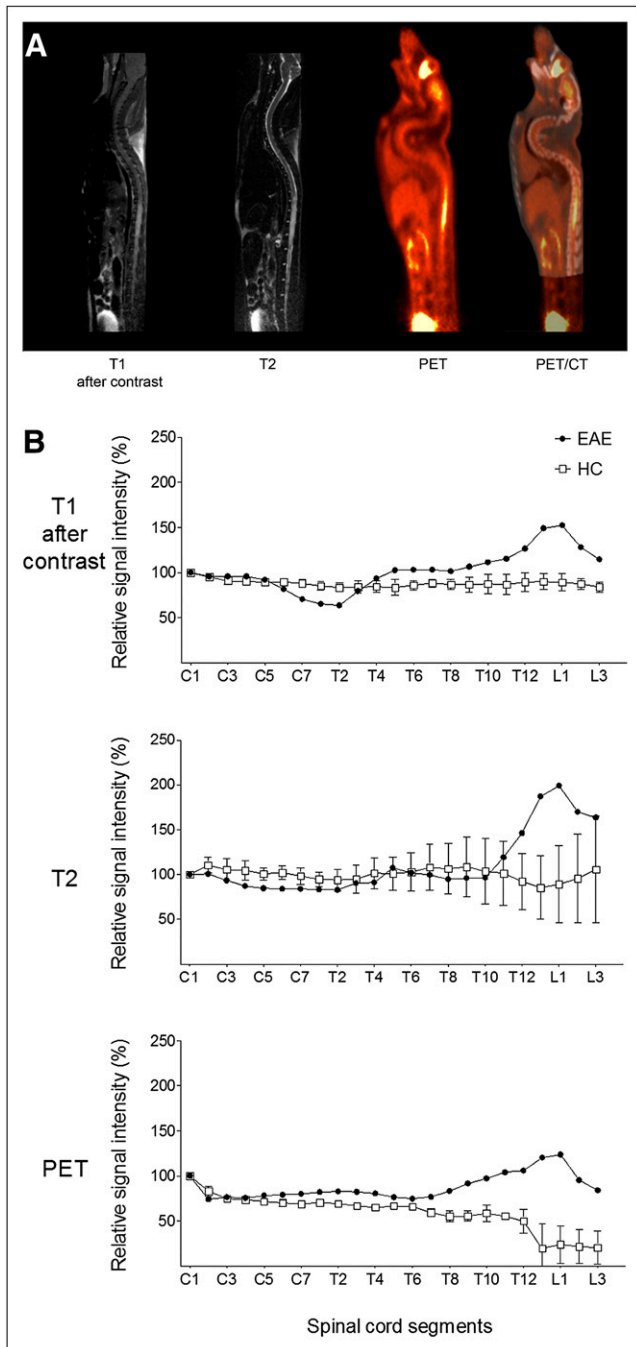 A
T1
after contrast
T2
PET
PET/CT
B
T1
after
contrast
Relative signal intensity (%)
250
200
150
100
50
EAE
HC
C1 C3 C5 C7 T2 T4 T6 T8 T10 T12 L1 L3
T2
Relative signal intensity (%)
250
200
150
100
50
C1 C3 C5 C7 T2 T4 T6 T8 T10 T12 L1 L3
PET
Relative signal intensity (%)
250
200
150
100
50
C1 C3 C5 C7 T2 T4 T6 T8 T10 T12 L1 L3
Spinal cord segments